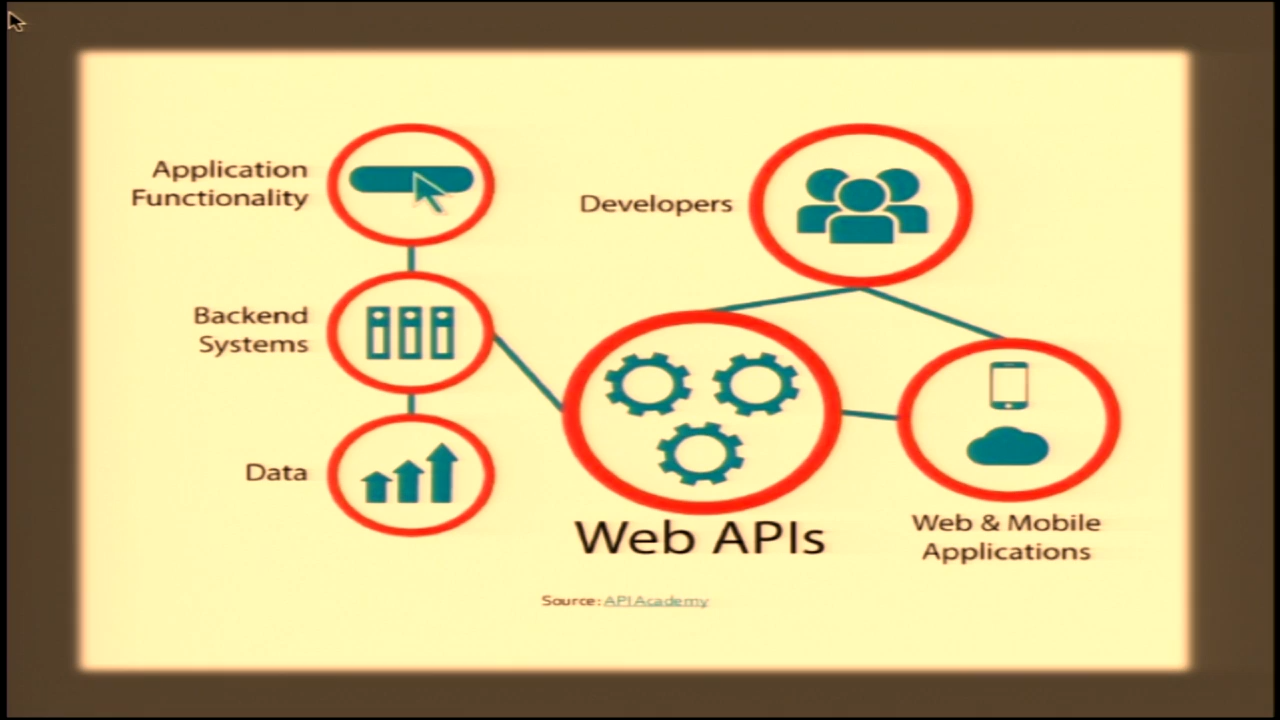 Application
Functionality
Developers
Backend
Systems
Data
Web APIs
Web & Mobile
Applications
Source: API Academy